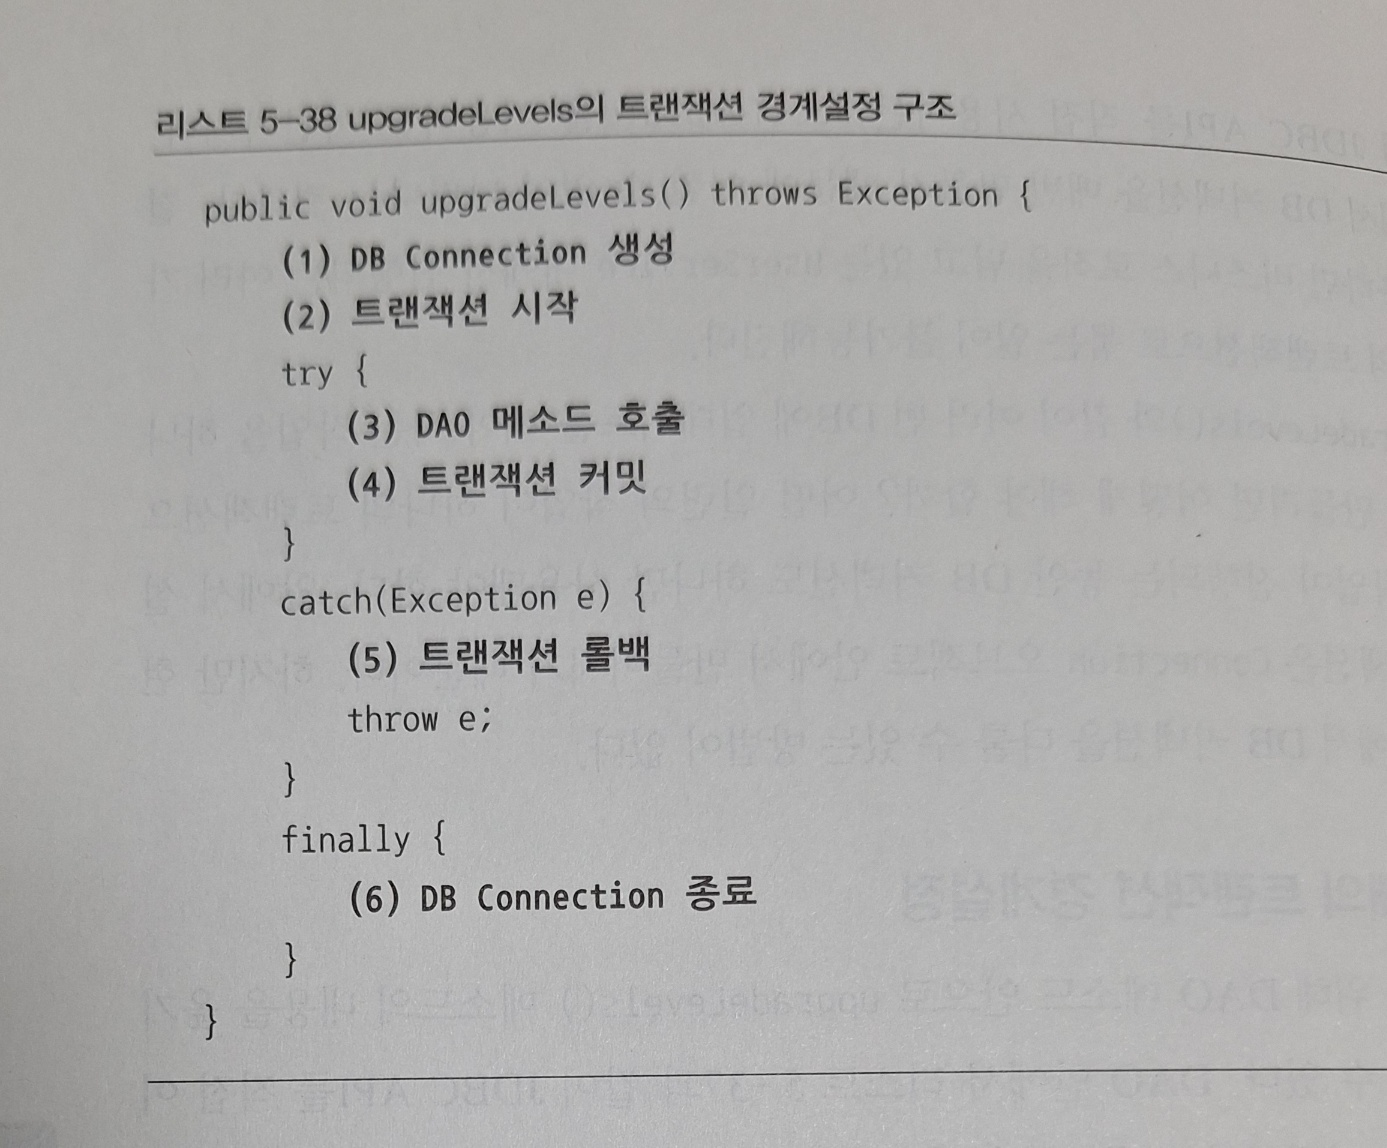 리스트 5-38 upgradeLevels의 트랜잭션 경계설정 구조
public void upgradeLevels() throws Exception {
(1) DB Connection 생성
(2) 트랜잭션 시작
try {
(3) DAO 메소드 호출
(4) 트랜잭션 커밋
}
catch(Exception e) {
(5) 트랜잭션 롤백
throw e;
}
finally {
(6) DB Connection 종료
}
}